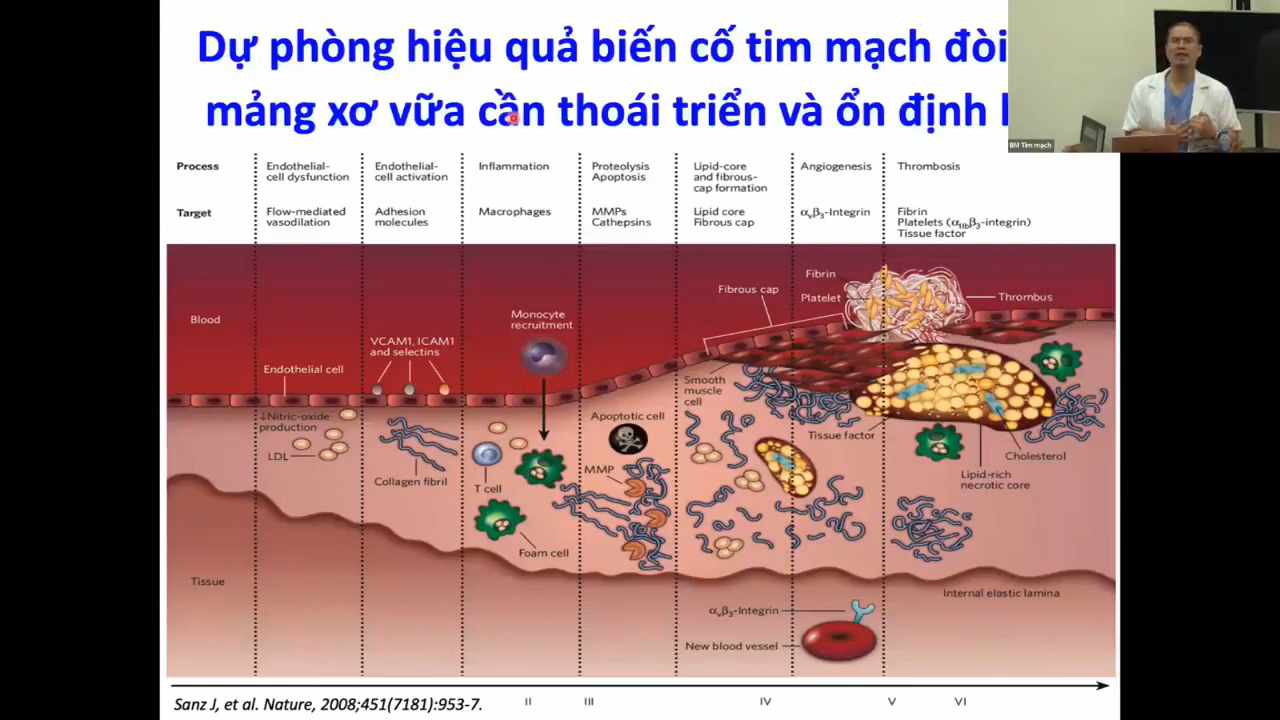 Dự phòng hiệu quả biến cố tim mạch đòi
mảng xơ vữa cần thoái triển và ổn định
BM Tim mạch
Process
Endothelial-
cell dysfunction
Endothelial-
cell activation
Inflammation
Proteolysis
Apoptosis
Lipid-core
and fibrous-
cap formation
Angiogenesis
Thrombosis
Target
Flow-mediated
vasodilation
Adhesion
molecules
Macrophages
MMPs
Cathepsins
Lipid core
Fibrous cap
αvβ3-Integrin
Fibrin
Platelets (αIIbβ3-integrin)
Tissue factor
Blood
Endothelial cell
VCAM1, ICAM1
and selectins
Monocyte
recruitment
Fibrous cap
Fibrin
Platelet
Thrombus
↓Nitric-oxide
production
LDL
Collagen fibril
T cell
Foam cell
Apoptotic cell
MMP
Smooth
muscle
cell
Tissue factor
Cholesterol
Lipid-rich
necrotic core
Tissue
Internal elastic lamina
αvβ3-Integrin
New blood vessel
Sanz J, et al. Nature, 2008;451(7181):953-7.
II III IV V VI